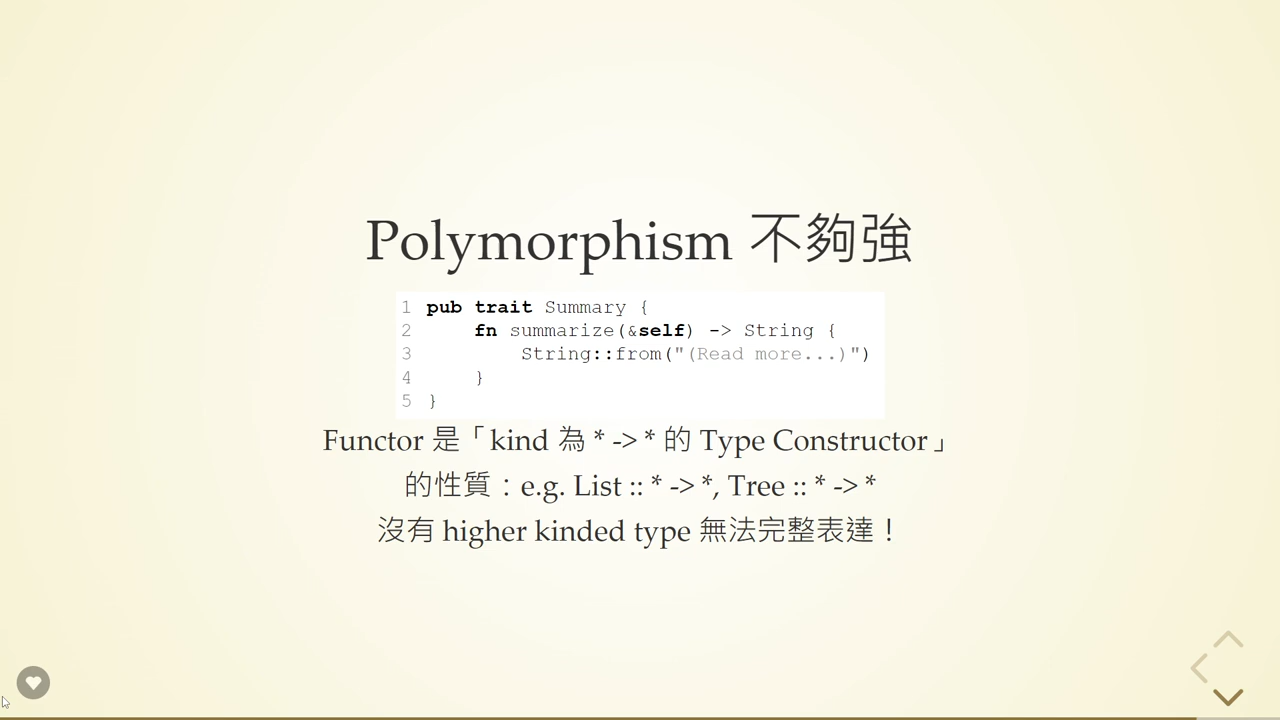 Polymorphism 不夠強
1 pub trait Summary {
2     fn summarize(&self) -> String {
3         String::from("(Read more...)")
4     }
5 }
Functor 是「kind 為 * -> * 的 Type Constructor」
的性質：e.g. List :: * -> *, Tree :: * -> *
沒有 higher kinded type 無法完整表達！